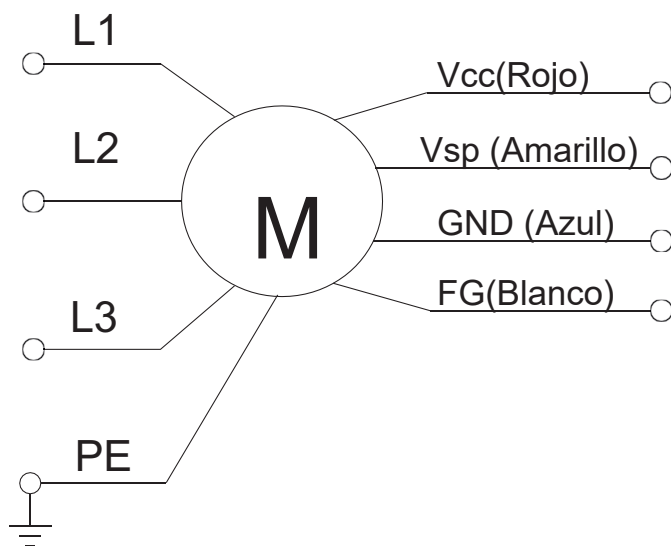 L1
L2
L3
PE
M
Vcc(Rojo)
Vsp (Amarillo)
GND (Azul)
FG(Blanco)